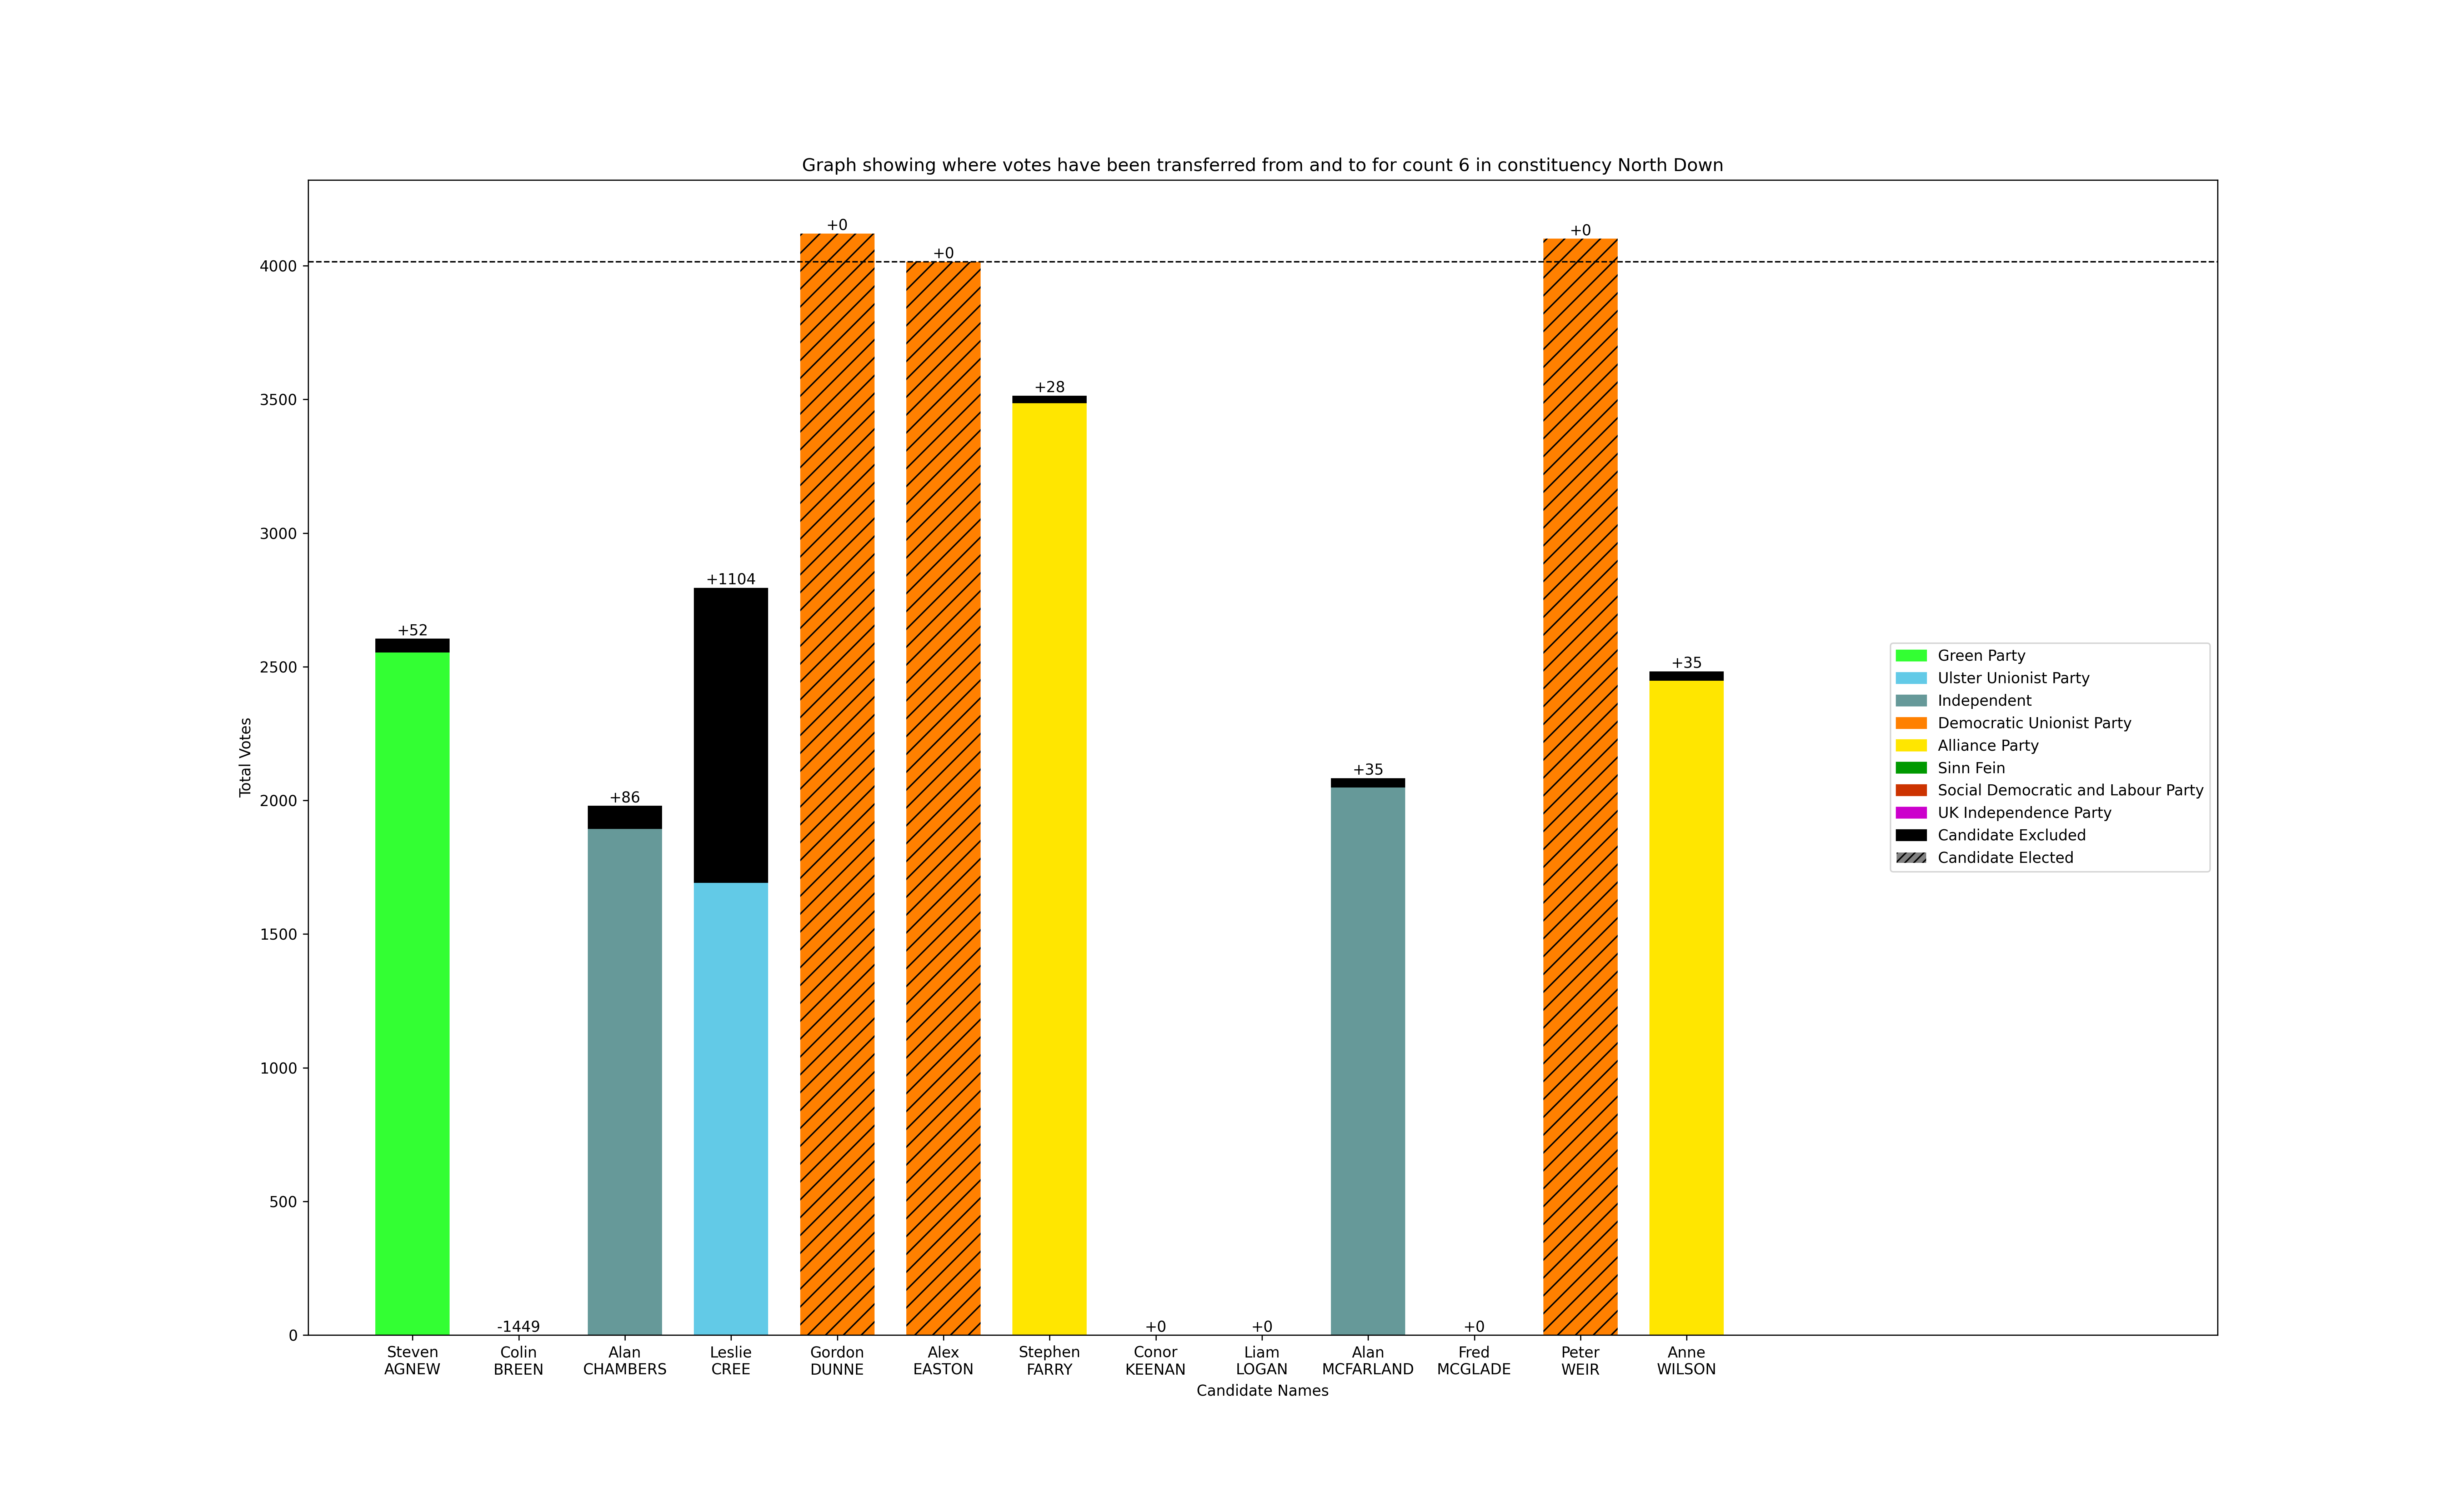 Graph showing where votes have been transferred from and to for count 6 in constituency North Down
Total Votes
4000
3500
3000
2500
2000
1500
1000
500
0
+52
-1449
+86
+1104
+0
+0
+28
+0
+0
+35
+0
+0
+35
Green Party
Ulster Unionist Party
Independent
Democratic Unionist Party
Alliance Party
Sinn Fein
Social Democratic and Labour Party
UK Independence Party
Candidate Excluded
Candidate Elected
Steven
AGNEW
Colin
BREEN
Alan
CHAMBERS
Leslie
CREE
Gordon
DUNNE
Alex
EASTON
Stephen
FARRY
Conor
KEENAN
Liam
LOGAN
Alan
MCFARLAND
Fred
MCGLADE
Peter
WEIR
Anne
WILSON
Candidate Names